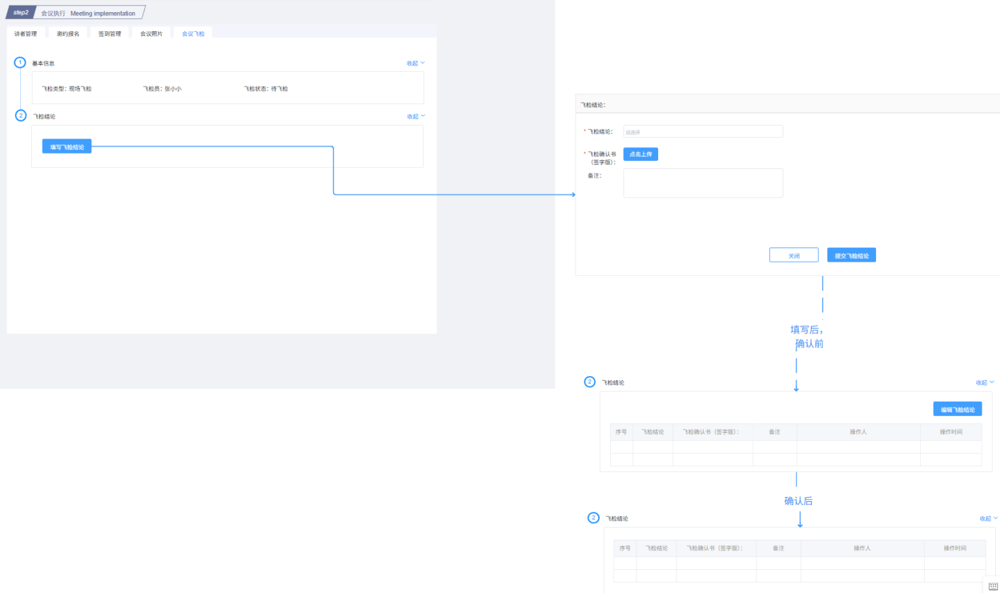 step2 会议执行 Meeting implementation
讲者管理 邀约报名 签到管理 会议照片 会议飞检
1 基本信息 收起
飞检类型：现场飞检 飞检员：张小小 飞检状态：待飞检
2 飞检结论 收起
填写飞检结论
飞检结论：
* 飞检结论： 请选择
* 飞检确认书 点击上传
（签字版）：
备注：
关闭 提交飞检结论
填写后，
确认前
2 飞检结论 收起
编辑飞检结论
序号 飞检结论 飞检确认书（签字版）： 备注 操作人 操作时间
确认后
2 飞检结论 收起
序号 飞检结论 飞检确认书（签字版）： 备注 操作人 操作时间